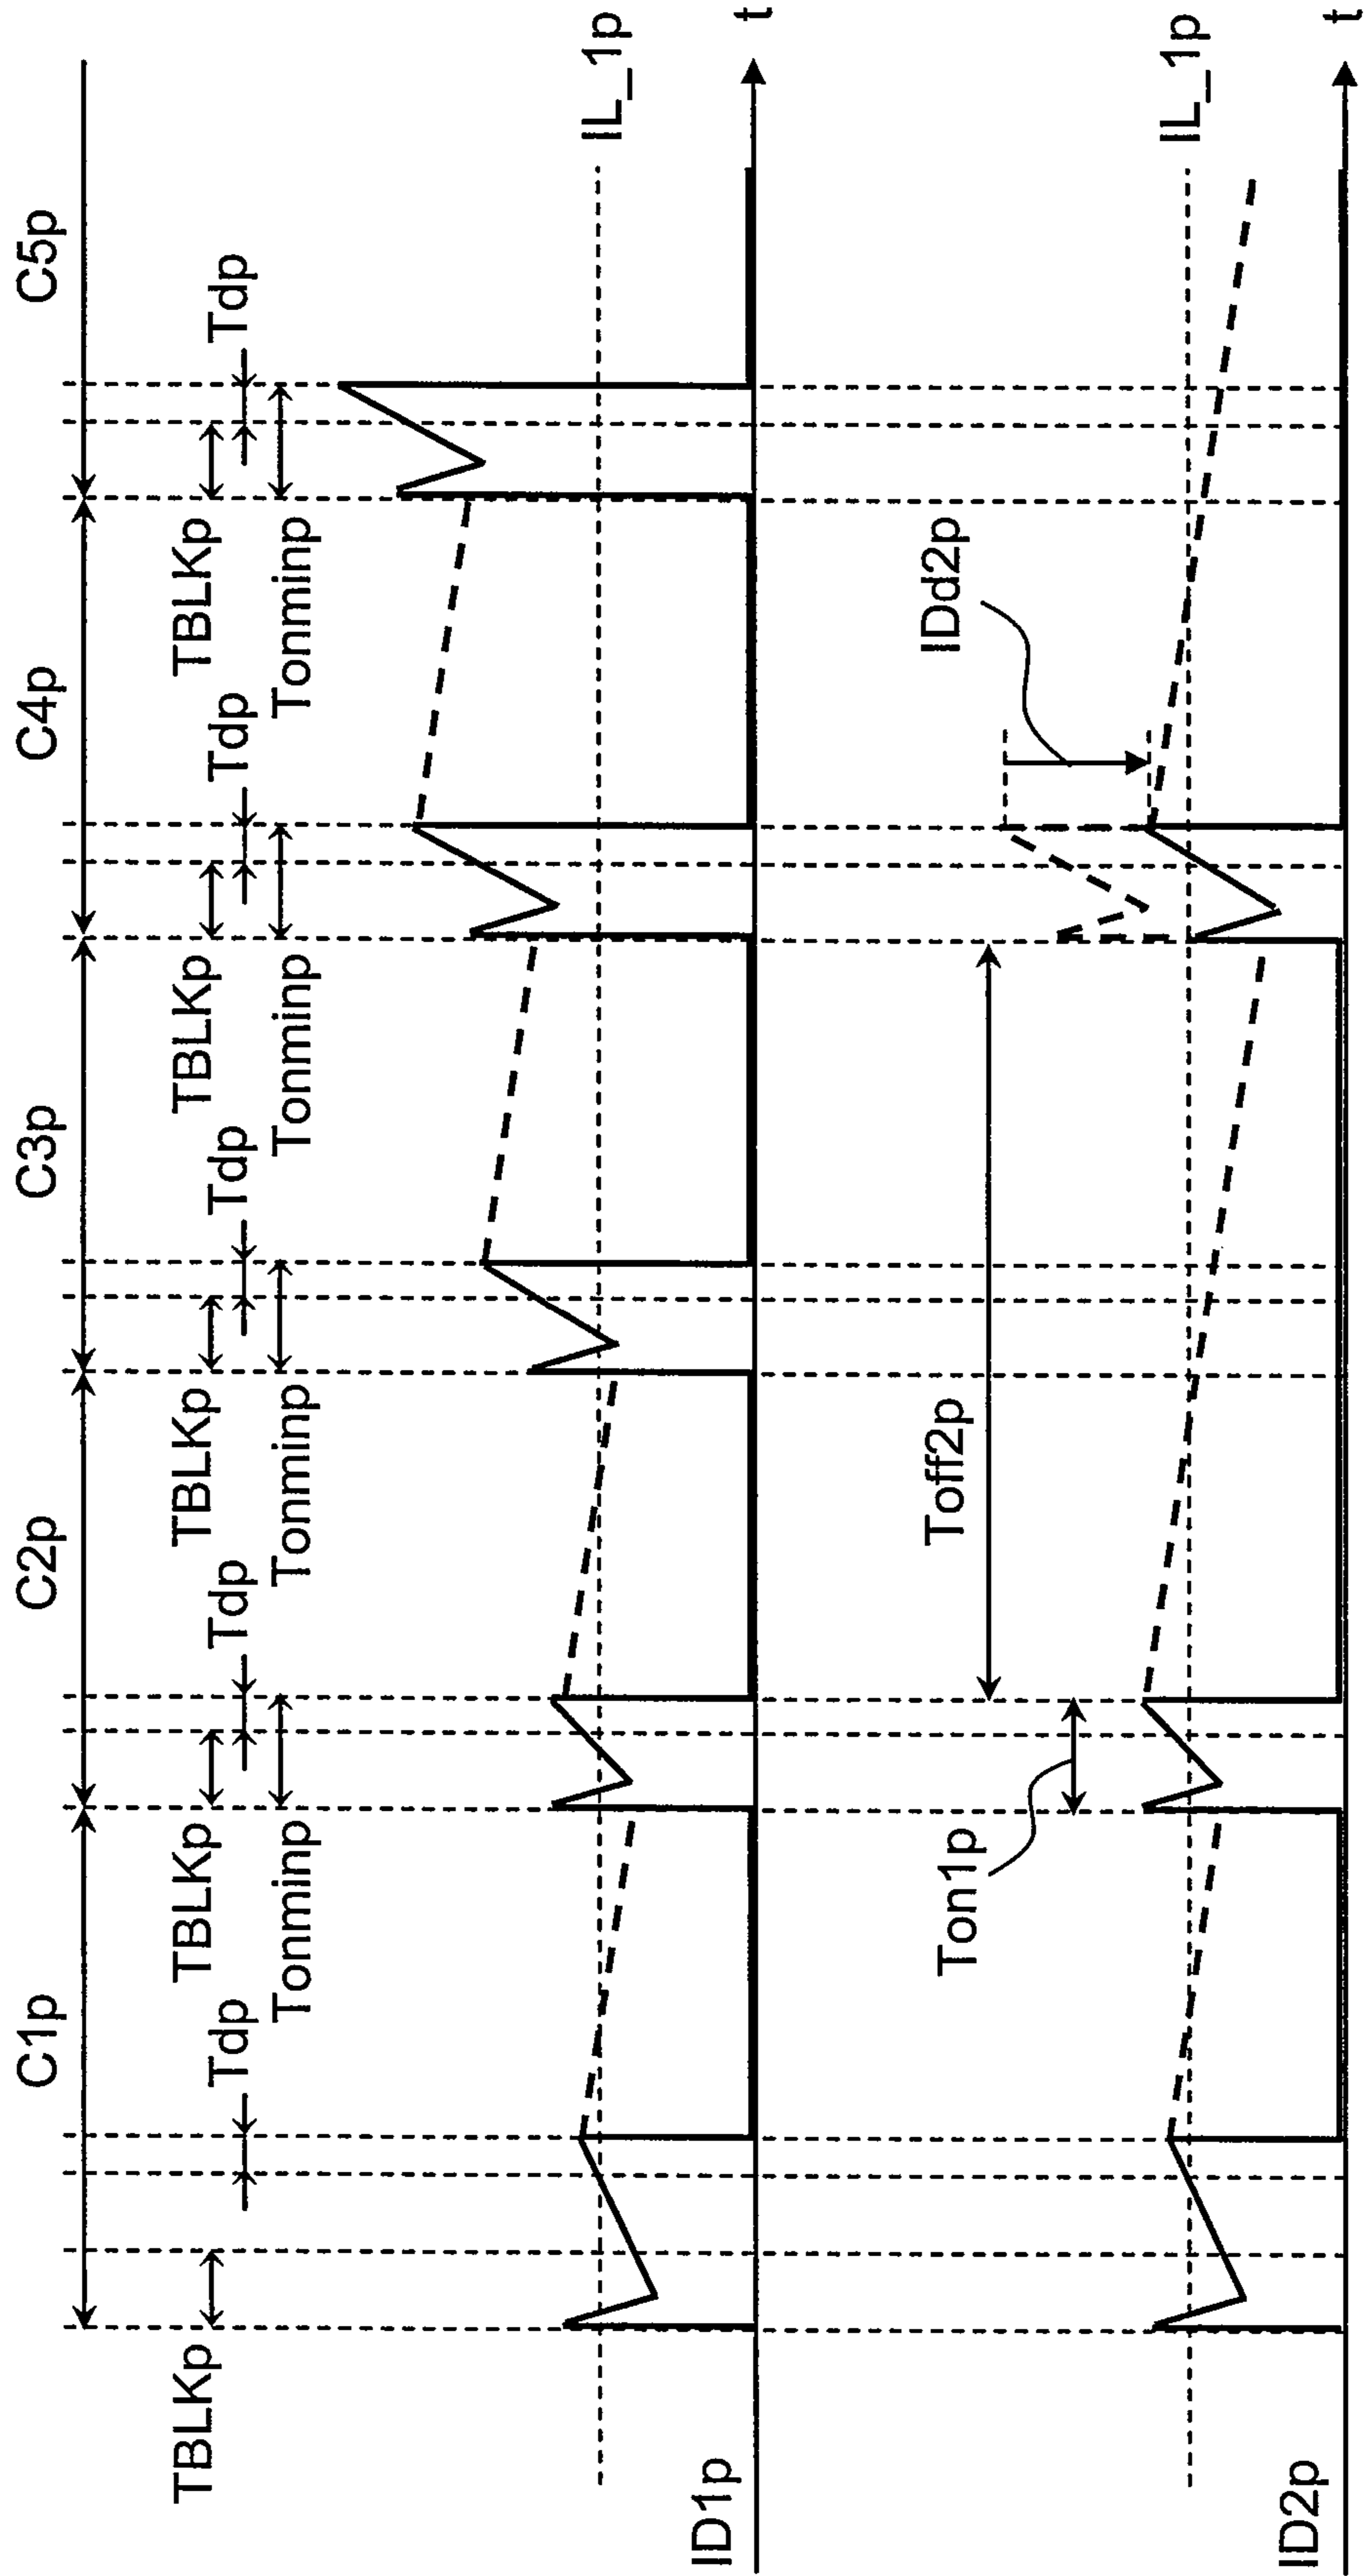 C1p C2p C3p C4p C5p
Tdp Tdp Tdp Tdp Tdp
TBLKp TBLKp TBLKp TBLKp TBLKp
Tonminp Tonminp Tonminp Tonminp
IL_1p
ID1p
t
Ton1p Toff2p IDd2p
IL_1p
ID2p
t